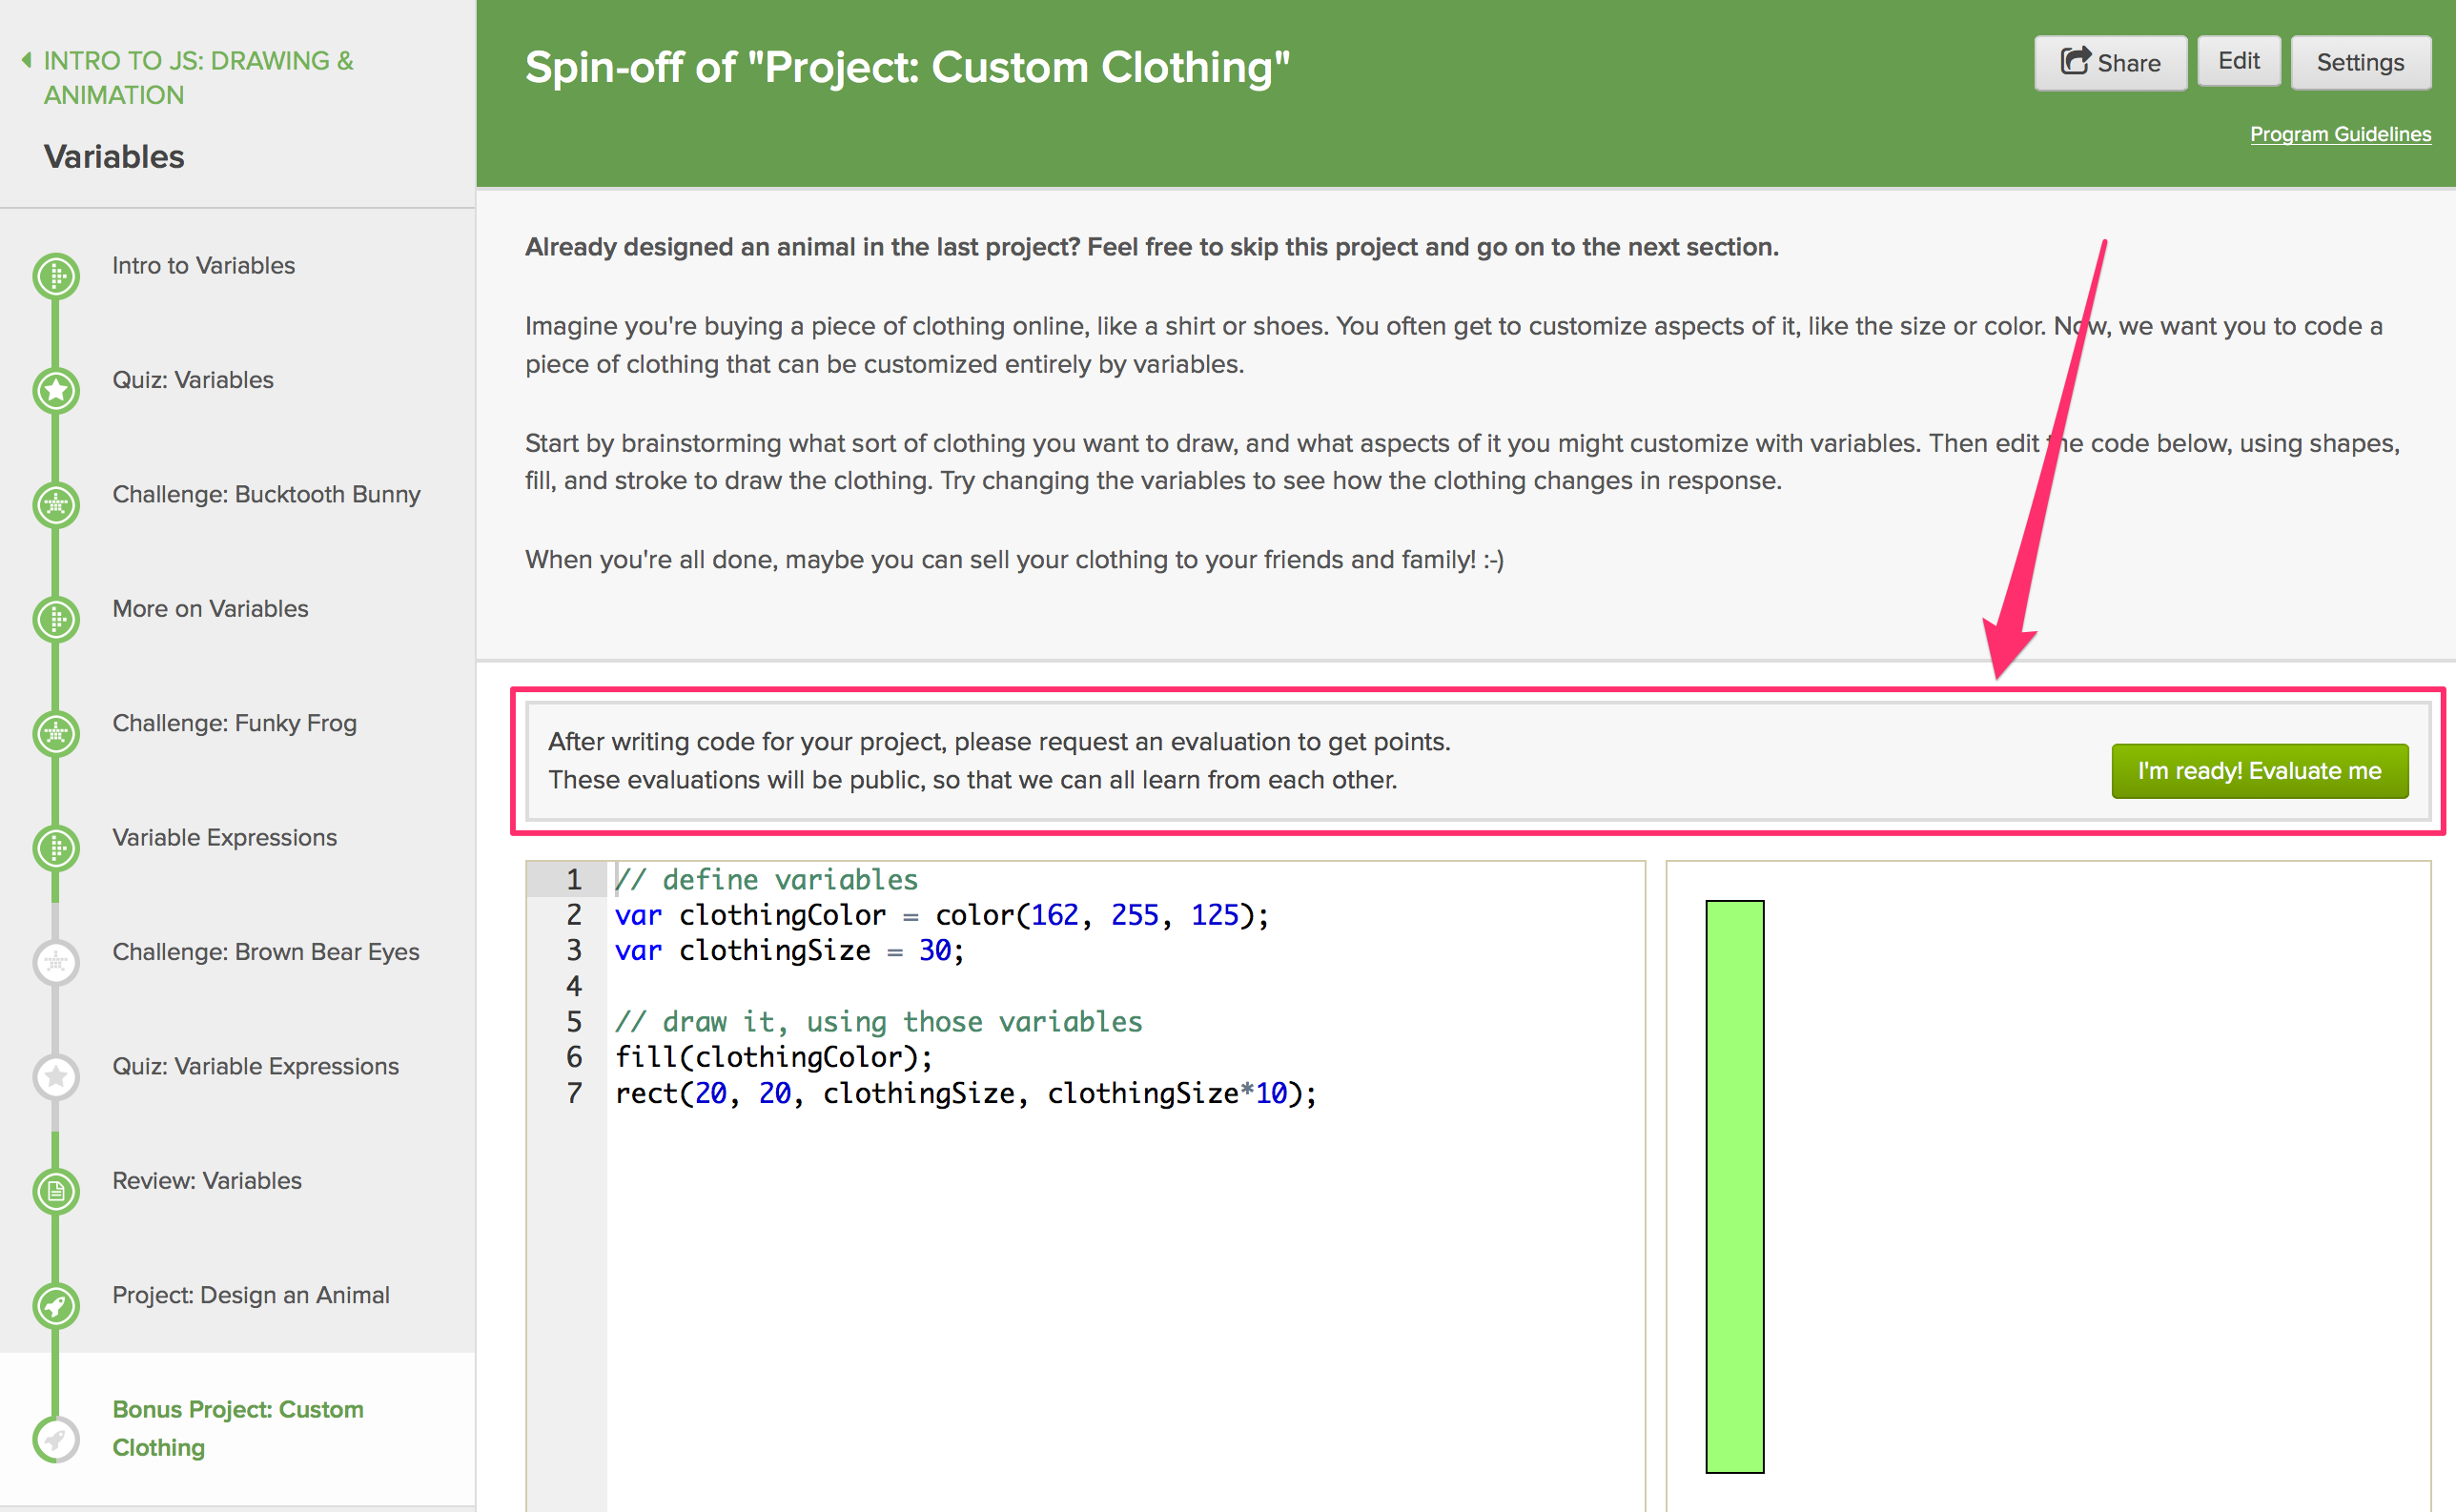 INTRO TO JS: DRAWING &
ANIMATION
Variables
Intro to Variables
Quiz: Variables
Challenge: Bucktooth Bunny
More on Variables
Challenge: Funky Frog
Variable Expressions
Challenge: Brown Bear Eyes
Quiz: Variable Expressions
Review: Variables
Project: Design an Animal
Bonus Project: Custom
Clothing
Spin-off of "Project: Custom Clothing"
Share
Edit
Settings
Program Guidelines
Already designed an animal in the last project? Feel free to skip this project and go on to the next section.
Imagine you're buying a piece of clothing online, like a shirt or shoes. You often get to customize aspects of it, like the size or color. Now, we want you to code a
piece of clothing that can be customized entirely by variables.
Start by brainstorming what sort of clothing you want to draw, and what aspects of it you might customize with variables. Then edit the code below, using shapes,
fill, and stroke to draw the clothing. Try changing the variables to see how the clothing changes in response.
When you're all done, maybe you can sell your clothing to your friends and family! :-)
After writing code for your project, please request an evaluation to get points.
These evaluations will be public, so that we can all learn from each other.
I'm ready! Evaluate me
1 // define variables
2 var clothingColor = color(162, 255, 125);
3 var clothingSize = 30;
4
5 // draw it, using those variables
6 fill(clothingColor);
7 rect(20, 20, clothingSize, clothingSize*10);